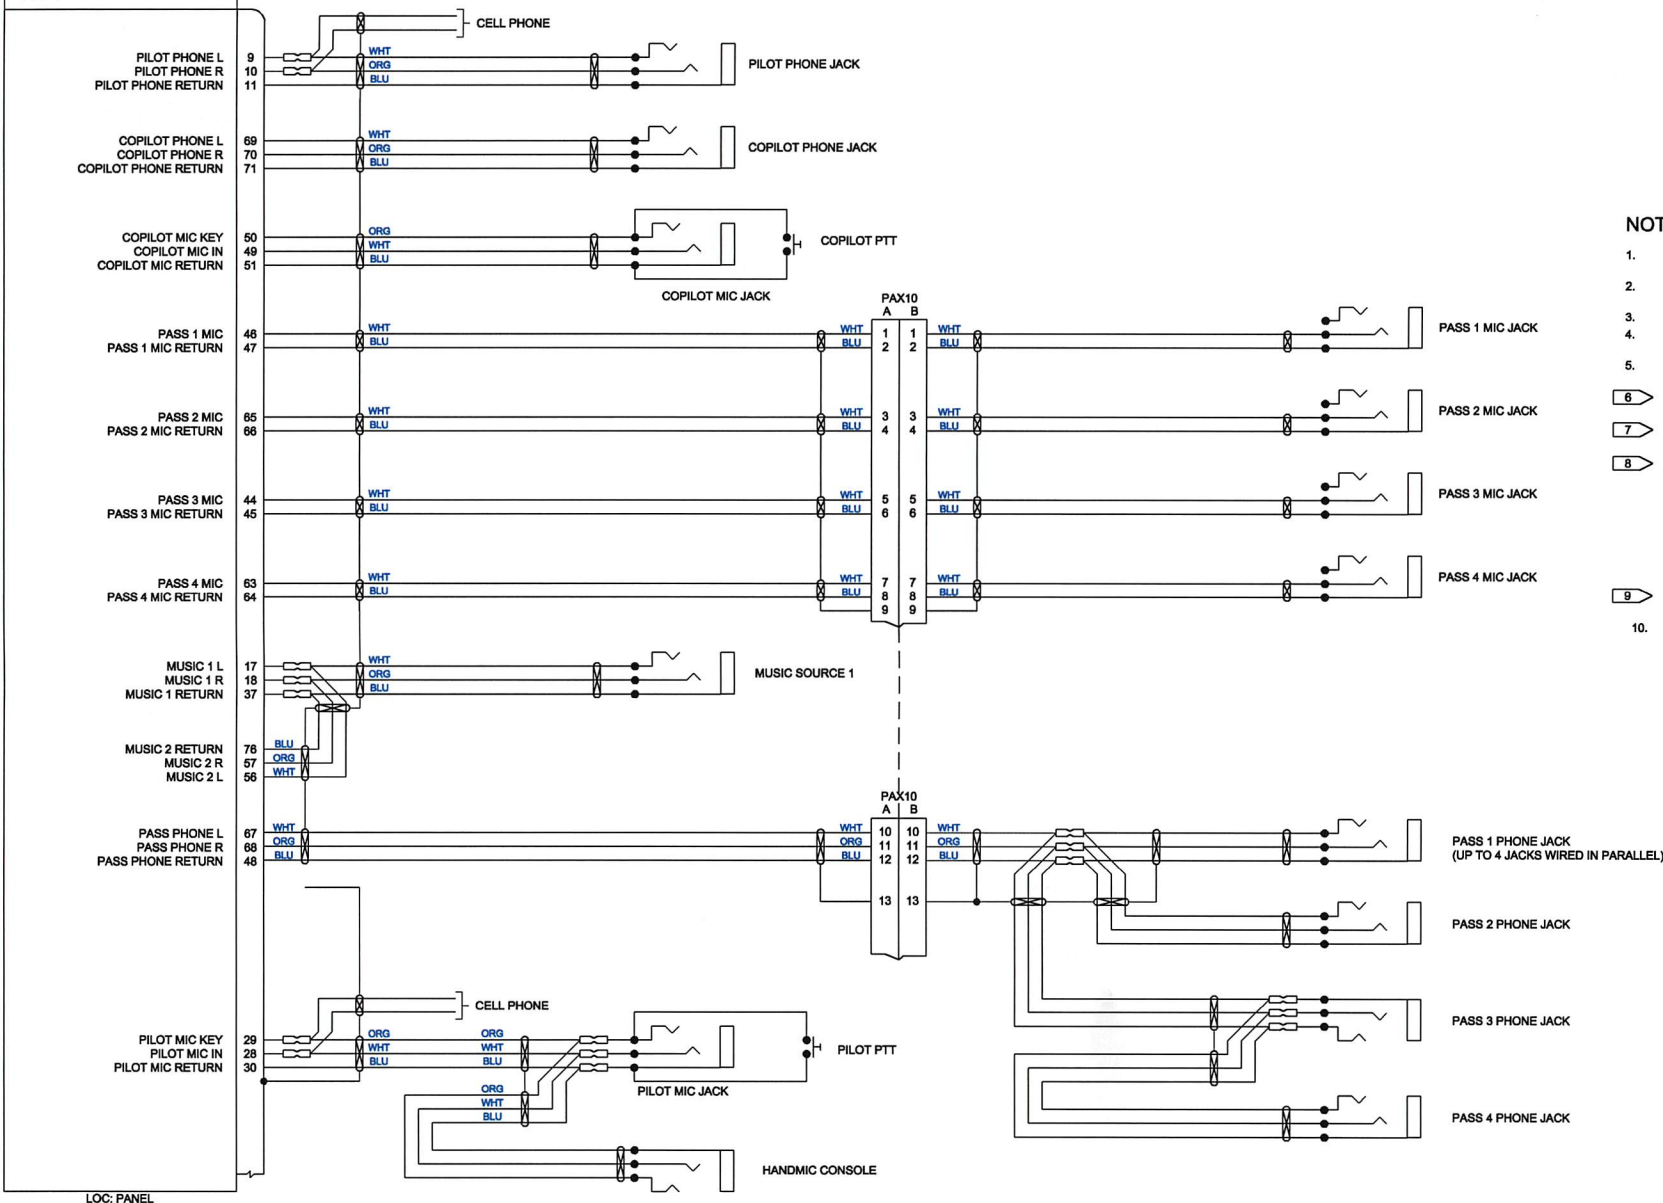 CELL PHONE
PILOT PHONE L 9 WHT
PILOT PHONE R 10 ORG
PILOT PHONE RETURN 11 BLU
PILOT PHONE JACK
COPILOT PHONE L 69 WHT
COPILOT PHONE R 70 ORG
COPILOT PHONE RETURN 71 BLU
COPILOT PHONE JACK
COPILOT MIC KEY 50 ORG
COPILOT MIC IN 49 WHT
COPILOT MIC RETURN 51 BLU
COPILOT PTT
COPILOT MIC JACK
PAX10
A B
PASS 1 MIC 46 WHT WHT 1 1 WHT
PASS 1 MIC RETURN 47 BLU BLU 2 2 BLU
PASS 1 MIC JACK
PASS 2 MIC 65 WHT WHT 3 3 WHT
PASS 2 MIC RETURN 66 BLU BLU 4 4 BLU
PASS 2 MIC JACK
PASS 3 MIC 44 WHT WHT 5 5 WHT
PASS 3 MIC RETURN 45 BLU BLU 6 6 BLU
PASS 3 MIC JACK
PASS 4 MIC 63 WHT WHT 7 7 WHT
PASS 4 MIC RETURN 64 BLU BLU 8 8 BLU
9 9
PASS 4 MIC JACK
MUSIC 1 L 17 WHT
MUSIC 1 R 18 ORG
MUSIC 1 RETURN 37 BLU
MUSIC SOURCE 1
MUSIC 2 RETURN 76 BLU
MUSIC 2 R 57 ORG
MUSIC 2 L 56 WHT
PAX10
A B
PASS PHONE L 67 WHT WHT 10 10 WHT
PASS PHONE R 68 ORG ORG 11 11 ORG
PASS PHONE RETURN 48 BLU BLU 12 12 BLU
13 13
PASS 1 PHONE JACK
(UP TO 4 JACKS WIRED IN PARALLEL)
PASS 2 PHONE JACK
CELL PHONE
PILOT MIC KEY 29 ORG ORG
PILOT MIC IN 28 WHT WHT
PILOT MIC RETURN 30 BLU BLU
PILOT PTT
PILOT MIC JACK
ORG
WHT
BLU
HANDMIC CONSOLE
PASS 3 PHONE JACK
PASS 4 PHONE JACK
LOC: PANEL
NOT
1.
2.
3.
4.
5.
6
7
8
9
10.